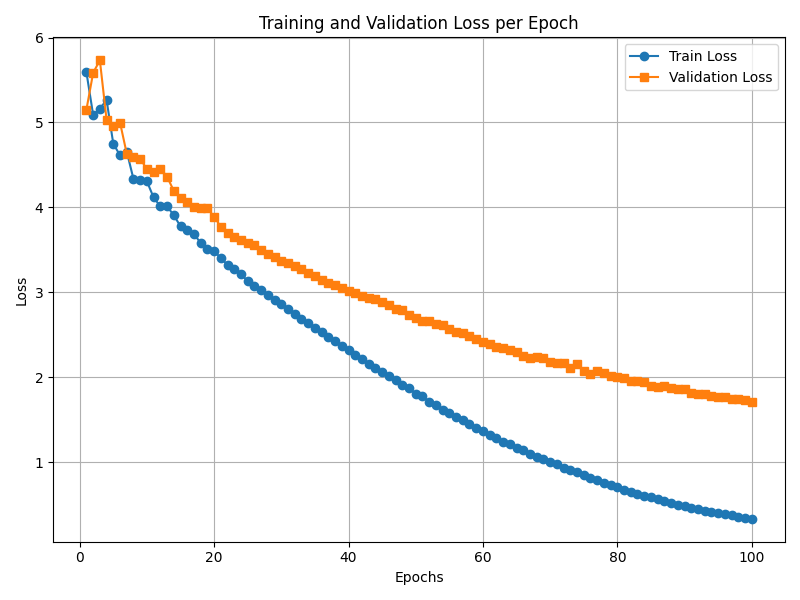 Training and Validation Loss per Epoch
Train Loss
Validation Loss
6
5
4
3
2
1
Loss
0 20 40 60 80 100
Epochs